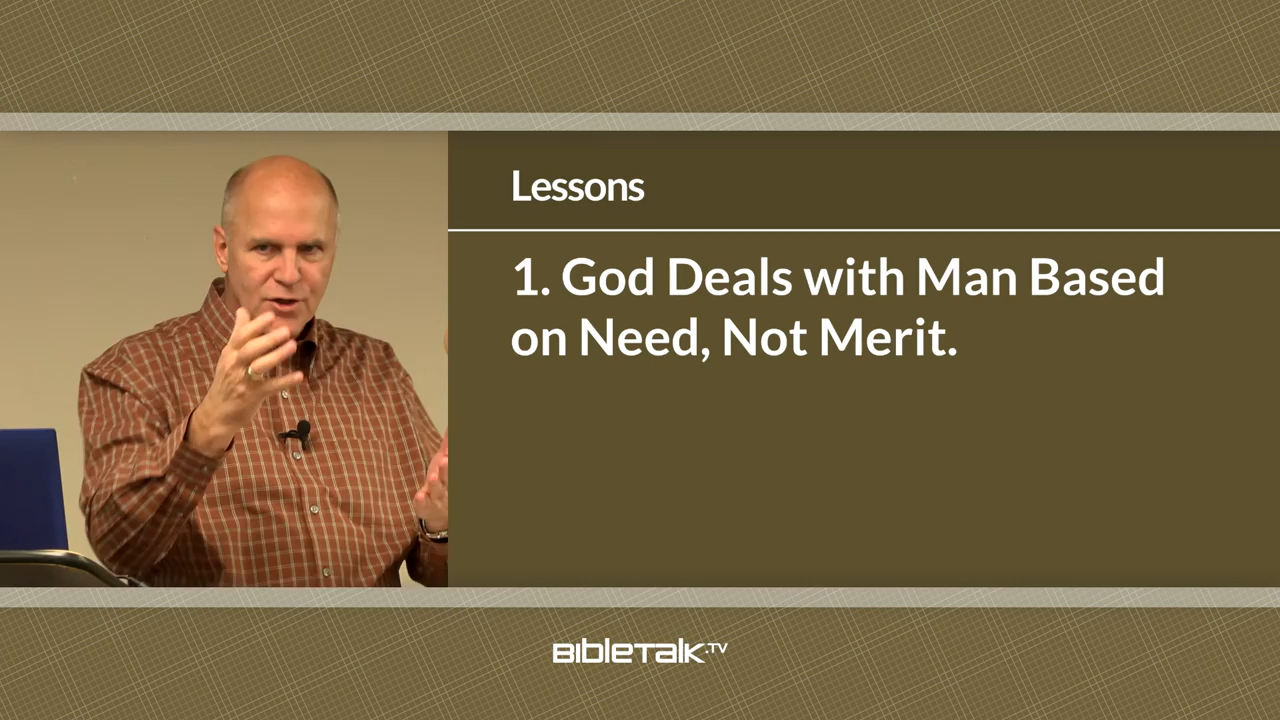 Lessons
1. God Deals with Man Based
on Need, Not Merit.
BIbleTalk.TV